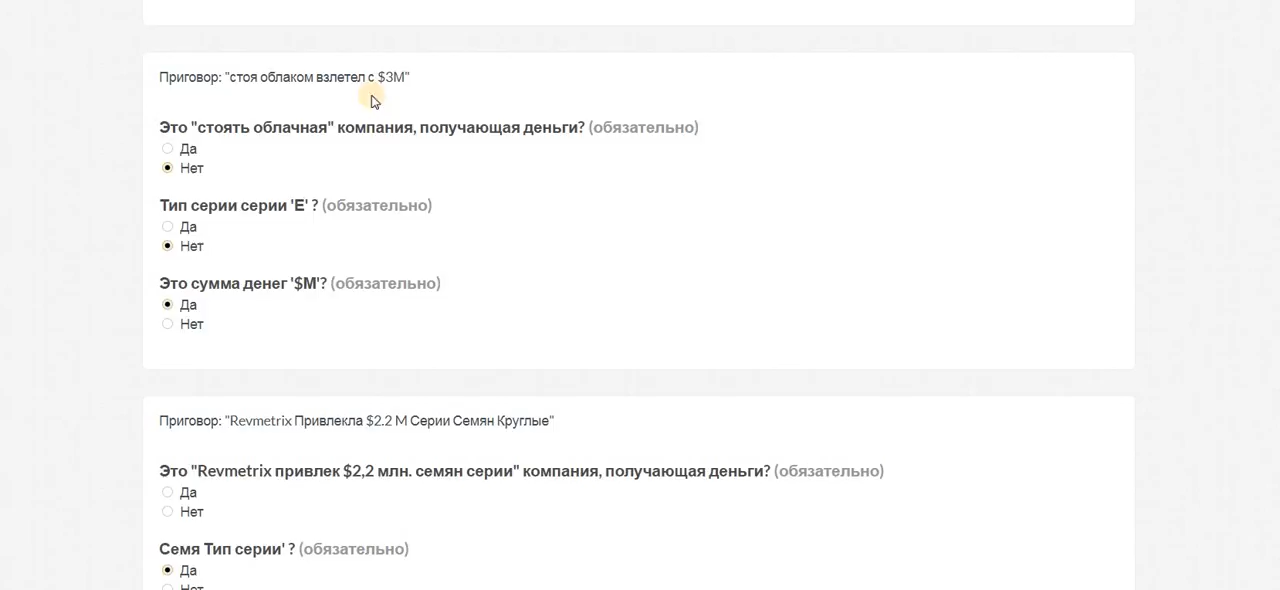 Приговор: "стоя облаком взлетел с $3M"
Это "стоять облачная" компания, получающая деньги? (обязательно)
Да
Нет
Тип серии серии 'Е' ? (обязательно)
Да
Нет
Это сумма денег '$M'? (обязательно)
Да
Нет
Приговор: "Revmetrix Привлекла $2.2 М Серии Семян Круглые"
Это "Revmetrix привлек $2,2 млн. семян серии" компания, получающая деньги? (обязательно)
Да
Нет
Семя Тип серии' ? (обязательно)
Да
Нет